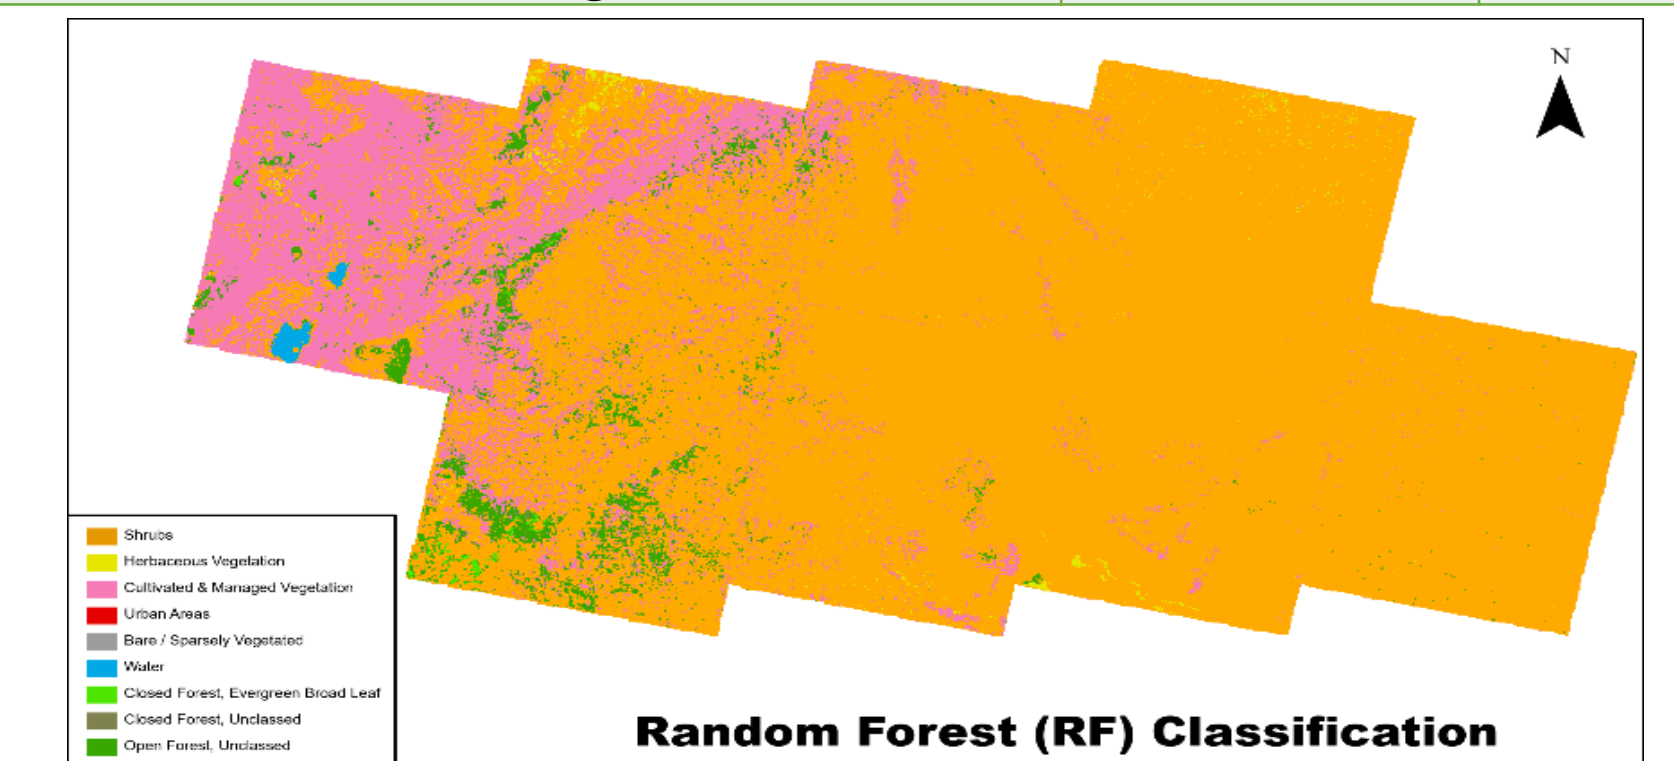 N
Shrubs
Herbaceous Vegetation
Cultivated & Managed Vegetation
Urban Areas
Bare / Sparsely Vegetated
Water
Closed Forest, Evergreen Broad Leaf
Closed Forest, Unclassed
Open Forest, Unclassed
Random Forest (RF) Classification